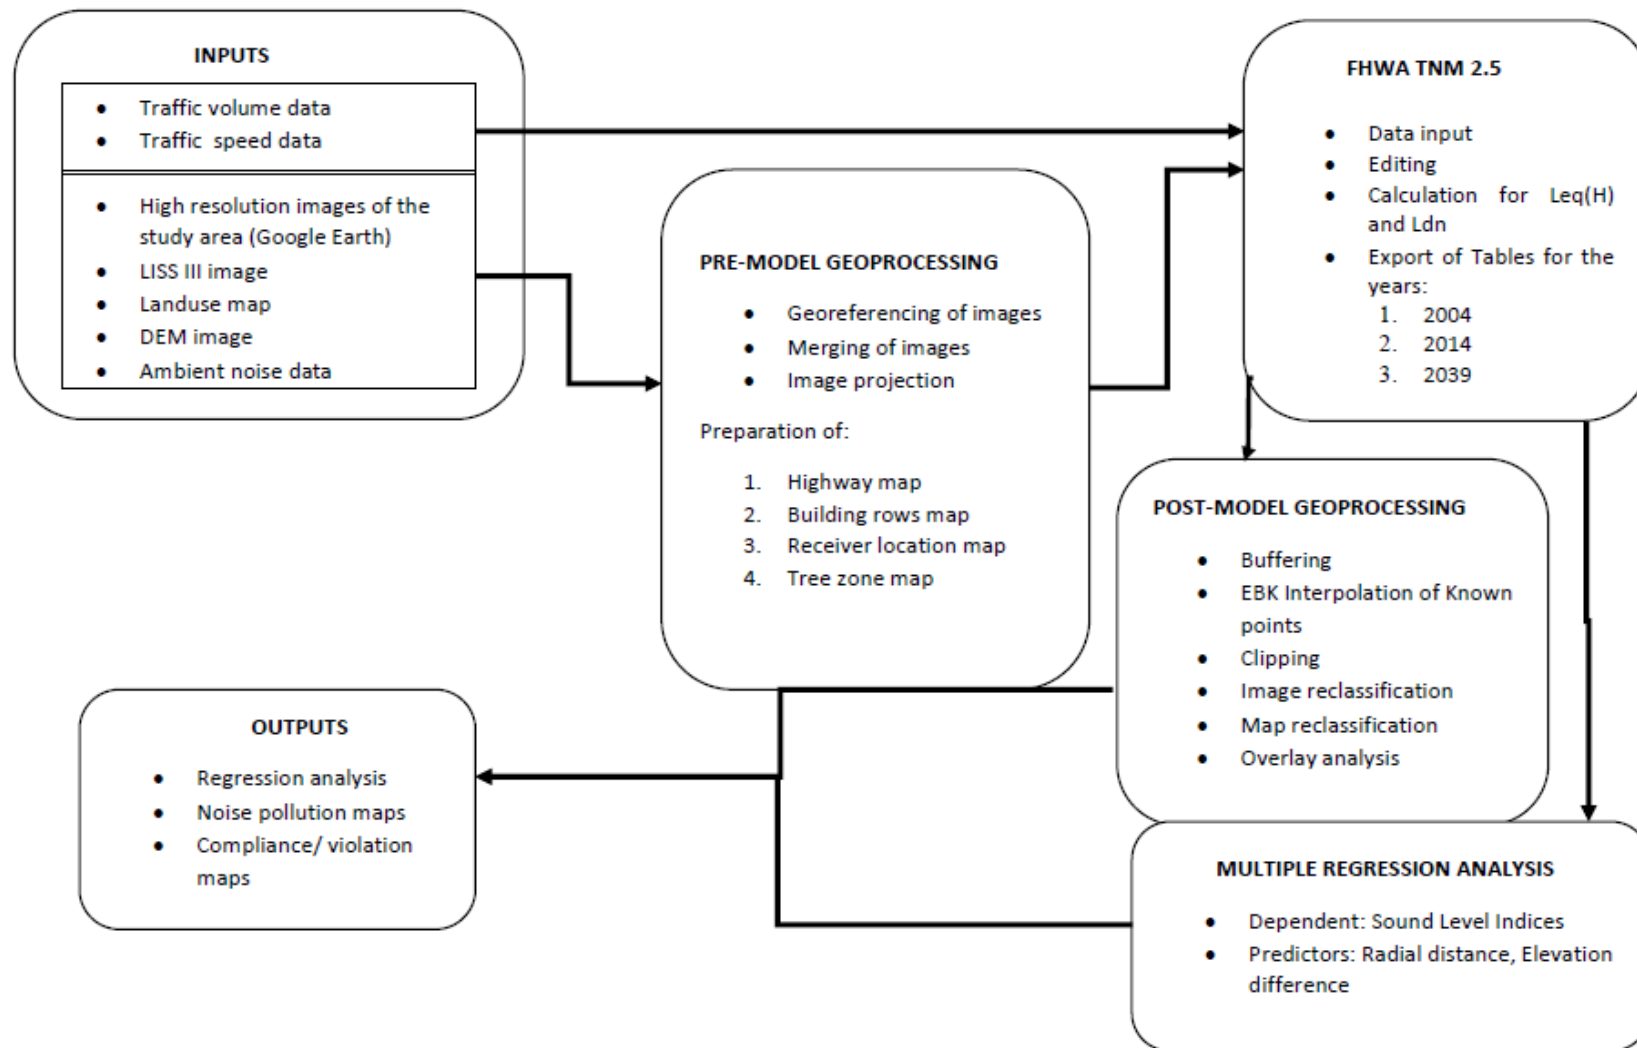 INPUTS
• Traffic volume data
• Traffic speed data
• High resolution images of the
study area (Google Earth)
• LISS III image
• Landuse map
• DEM image
• Ambient noise data
PRE-MODEL GEOPROCESSING
• Georeferencing of images
• Merging of images
• Image projection
Preparation of:
1. Highway map
2. Building rows map
3. Receiver location map
4. Tree zone map
FHWA TNM 2.5
• Data input
• Editing
• Calculation for Leq(H)
and Ldn
• Export of Tables for the
years:
1. 2004
2. 2014
3. 2039
POST-MODEL GEOPROCESSING
• Buffering
• EBK Interpolation of Known
points
• Clipping
• Image reclassification
• Map reclassification
• Overlay analysis
MULTIPLE REGRESSION ANALYSIS
• Dependent: Sound Level Indices
• Predictors: Radial distance, Elevation
difference
OUTPUTS
• Regression analysis
• Noise pollution maps
• Compliance/ violation
maps